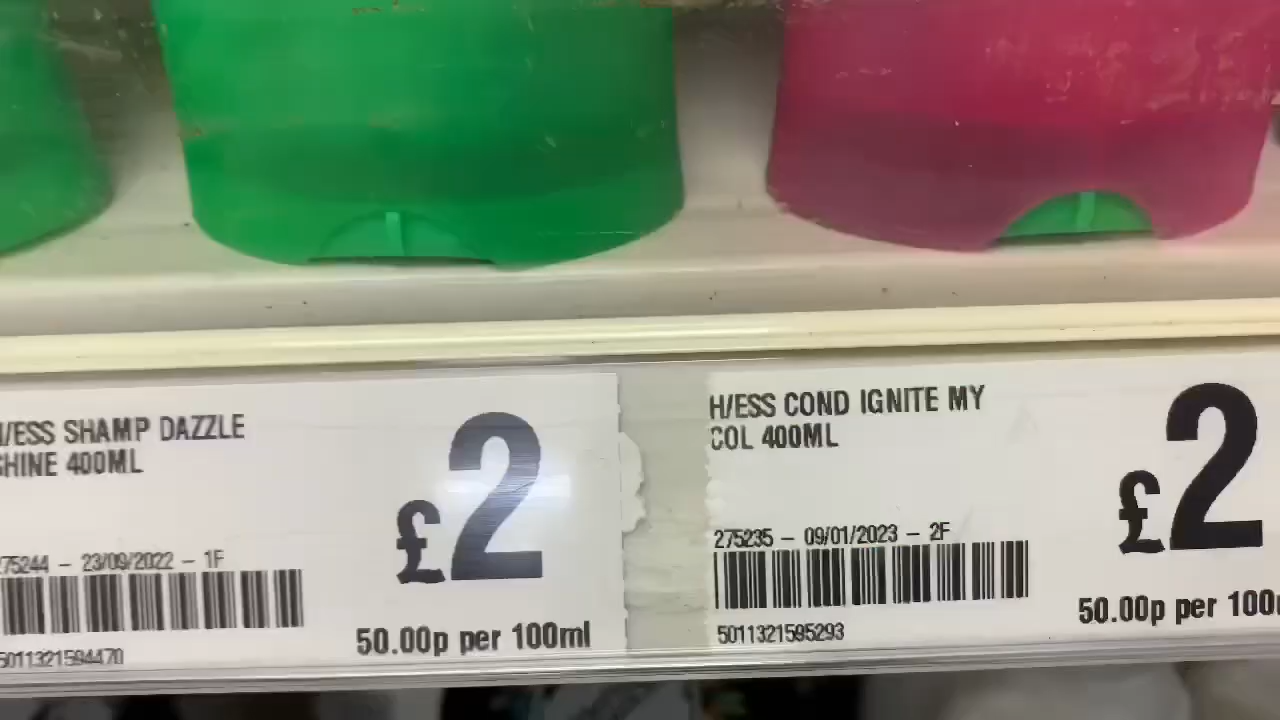 /ESS SHAMP DAZZLE
SHINE 400ML
£2
75244 - 23/09/2022 - 1F
5011321594470
50.00p per 100ml
H/ESS COND IGNITE MY
COL 400ML
£2
275235 - 09/01/2023 - 2F
5011321595293
50.00p per 100